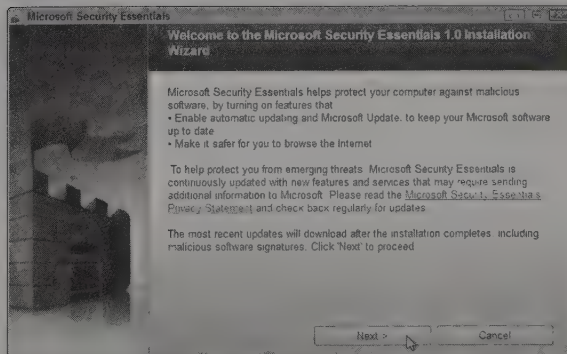 Microsoft Security Essentials
Welcome to the Microsoft Security Essentials 1.0 Installation
Wizard
Microsoft Security Essentials helps protect your computer against malicious
software, by turning on features that
• Enable automatic updating and Microsoft Update, to keep your Microsoft software
up to date
• Make it safer for you to browse the Internet
To help protect you from emerging threats Microsoft Security Essentials is
continuously updated with new features and services that may require sending
additional information to Microsoft. Please read the Microsoft Security Essentials
Privacy Statement and check back regularly for updates
The most recent updates will download after the installation completes, including
malicious software signatures. Click 'Next' to proceed
Next >
Cancel